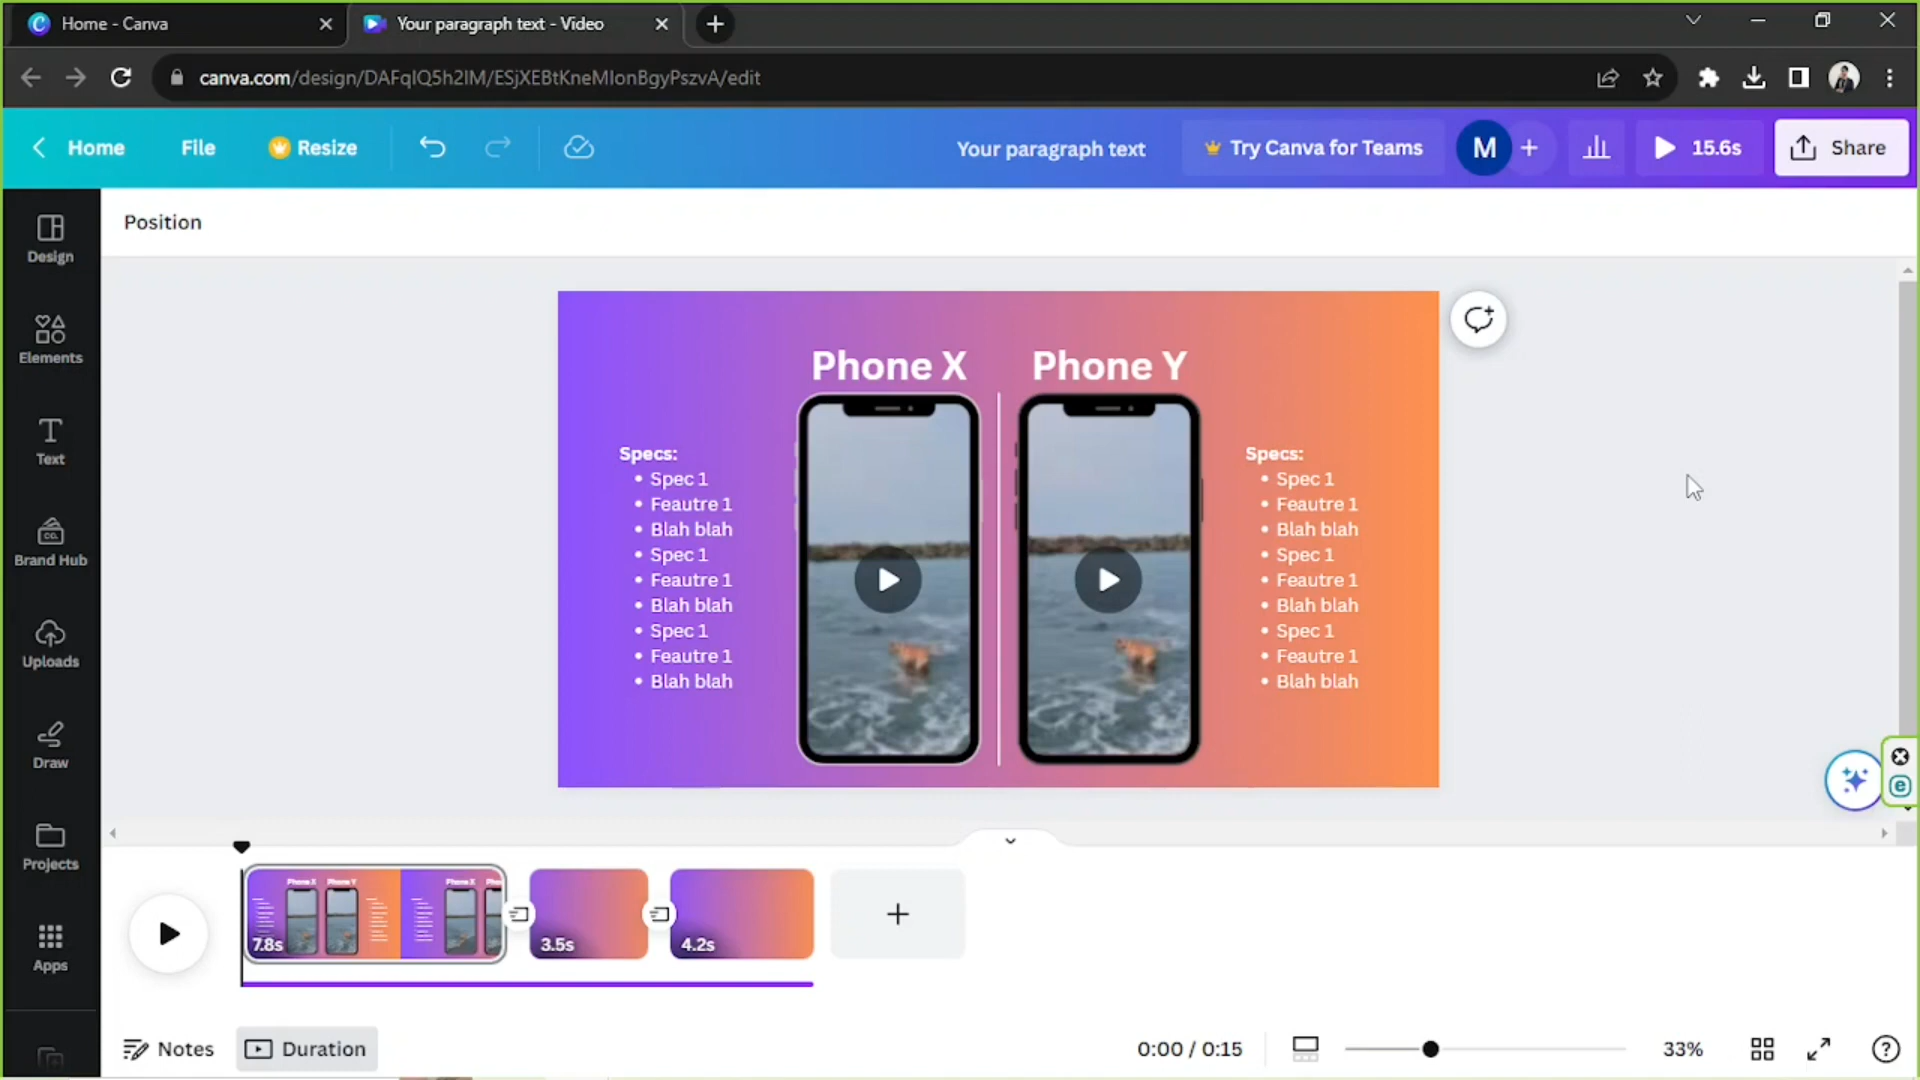 Home - Canva
Your paragraph text - Video
canva.com/design/DAFqIQ5h2lM/ESjXEBtKneMIonBgyPszvA/edit
Home
File
Resize
Your paragraph text
Try Canva for Teams
M
15.6s
Share
Position
Design
Elements
Text
Brand Hub
Uploads
Draw
Projects
Apps
Phone X
Phone Y
Specs:
• Spec 1
• Feautre 1
• Blah blah
• Spec 1
• Feautre 1
• Blah blah
• Spec 1
• Feautre 1
• Blah blah
Specs:
• Spec 1
• Feautre 1
• Blah blah
• Spec 1
• Feautre 1
• Blah blah
• Spec 1
• Feautre 1
• Blah blah
Phone X
Phone Y
Phone X
7.8s
3.5s
4.2s
Notes
Duration
0:00 / 0:15
33%